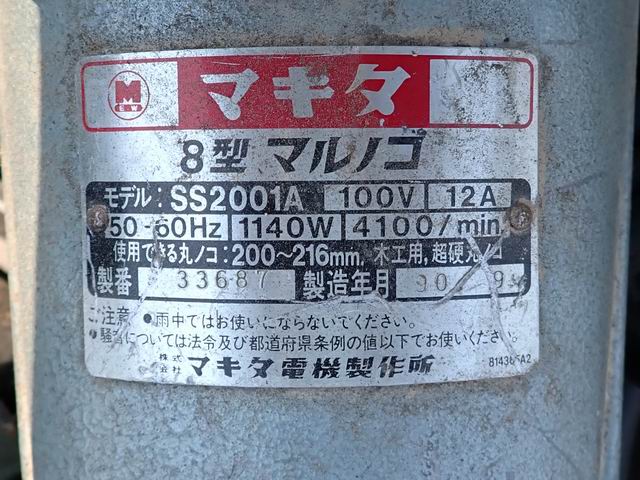 M
E W
マキタ
8型 マルノコ
モデル:SS2001A 100V 12A
50-60Hz 1140W 4100/min
使用できる丸ノコ:200〜216mm, 木工用, 超硬丸ノコ
製番 33687 製造年月 90 9
ご注意 ●雨中ではお使いにならないでください。
●騒音については法令及び都道府県条例の値以下でお使いください。
株式会社 マキタ電機製作所